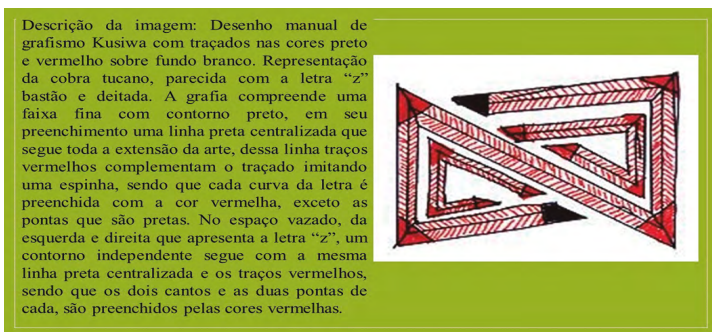 Descrição da imagem: Desenho manual de
grafismo Kusiwa com traçados nas cores preto
e vermelho sobre fundo branco. Representação
da cobra tucano, parecida com a letra “z”
bastão e deitada. A grafia compreende uma
faixa fina com contorno preto, em seu
preenchimento uma linha preta centralizada que
segue toda a extensão da arte, dessa linha traços
vermelhos complementam o traçado imitando
uma espinha, sendo que cada curva da letra é
preenchida com a cor vermelha, exceto as
pontas que são pretas. No espaço vazado, da
esquerda e direita que apresenta a letra “z”, um
contorno independente segue com a mesma
linha preta centralizada e os traços vermelhos,
sendo que os dois cantos e as duas pontas de
cada, são preenchidos pelas cores vermelhas.